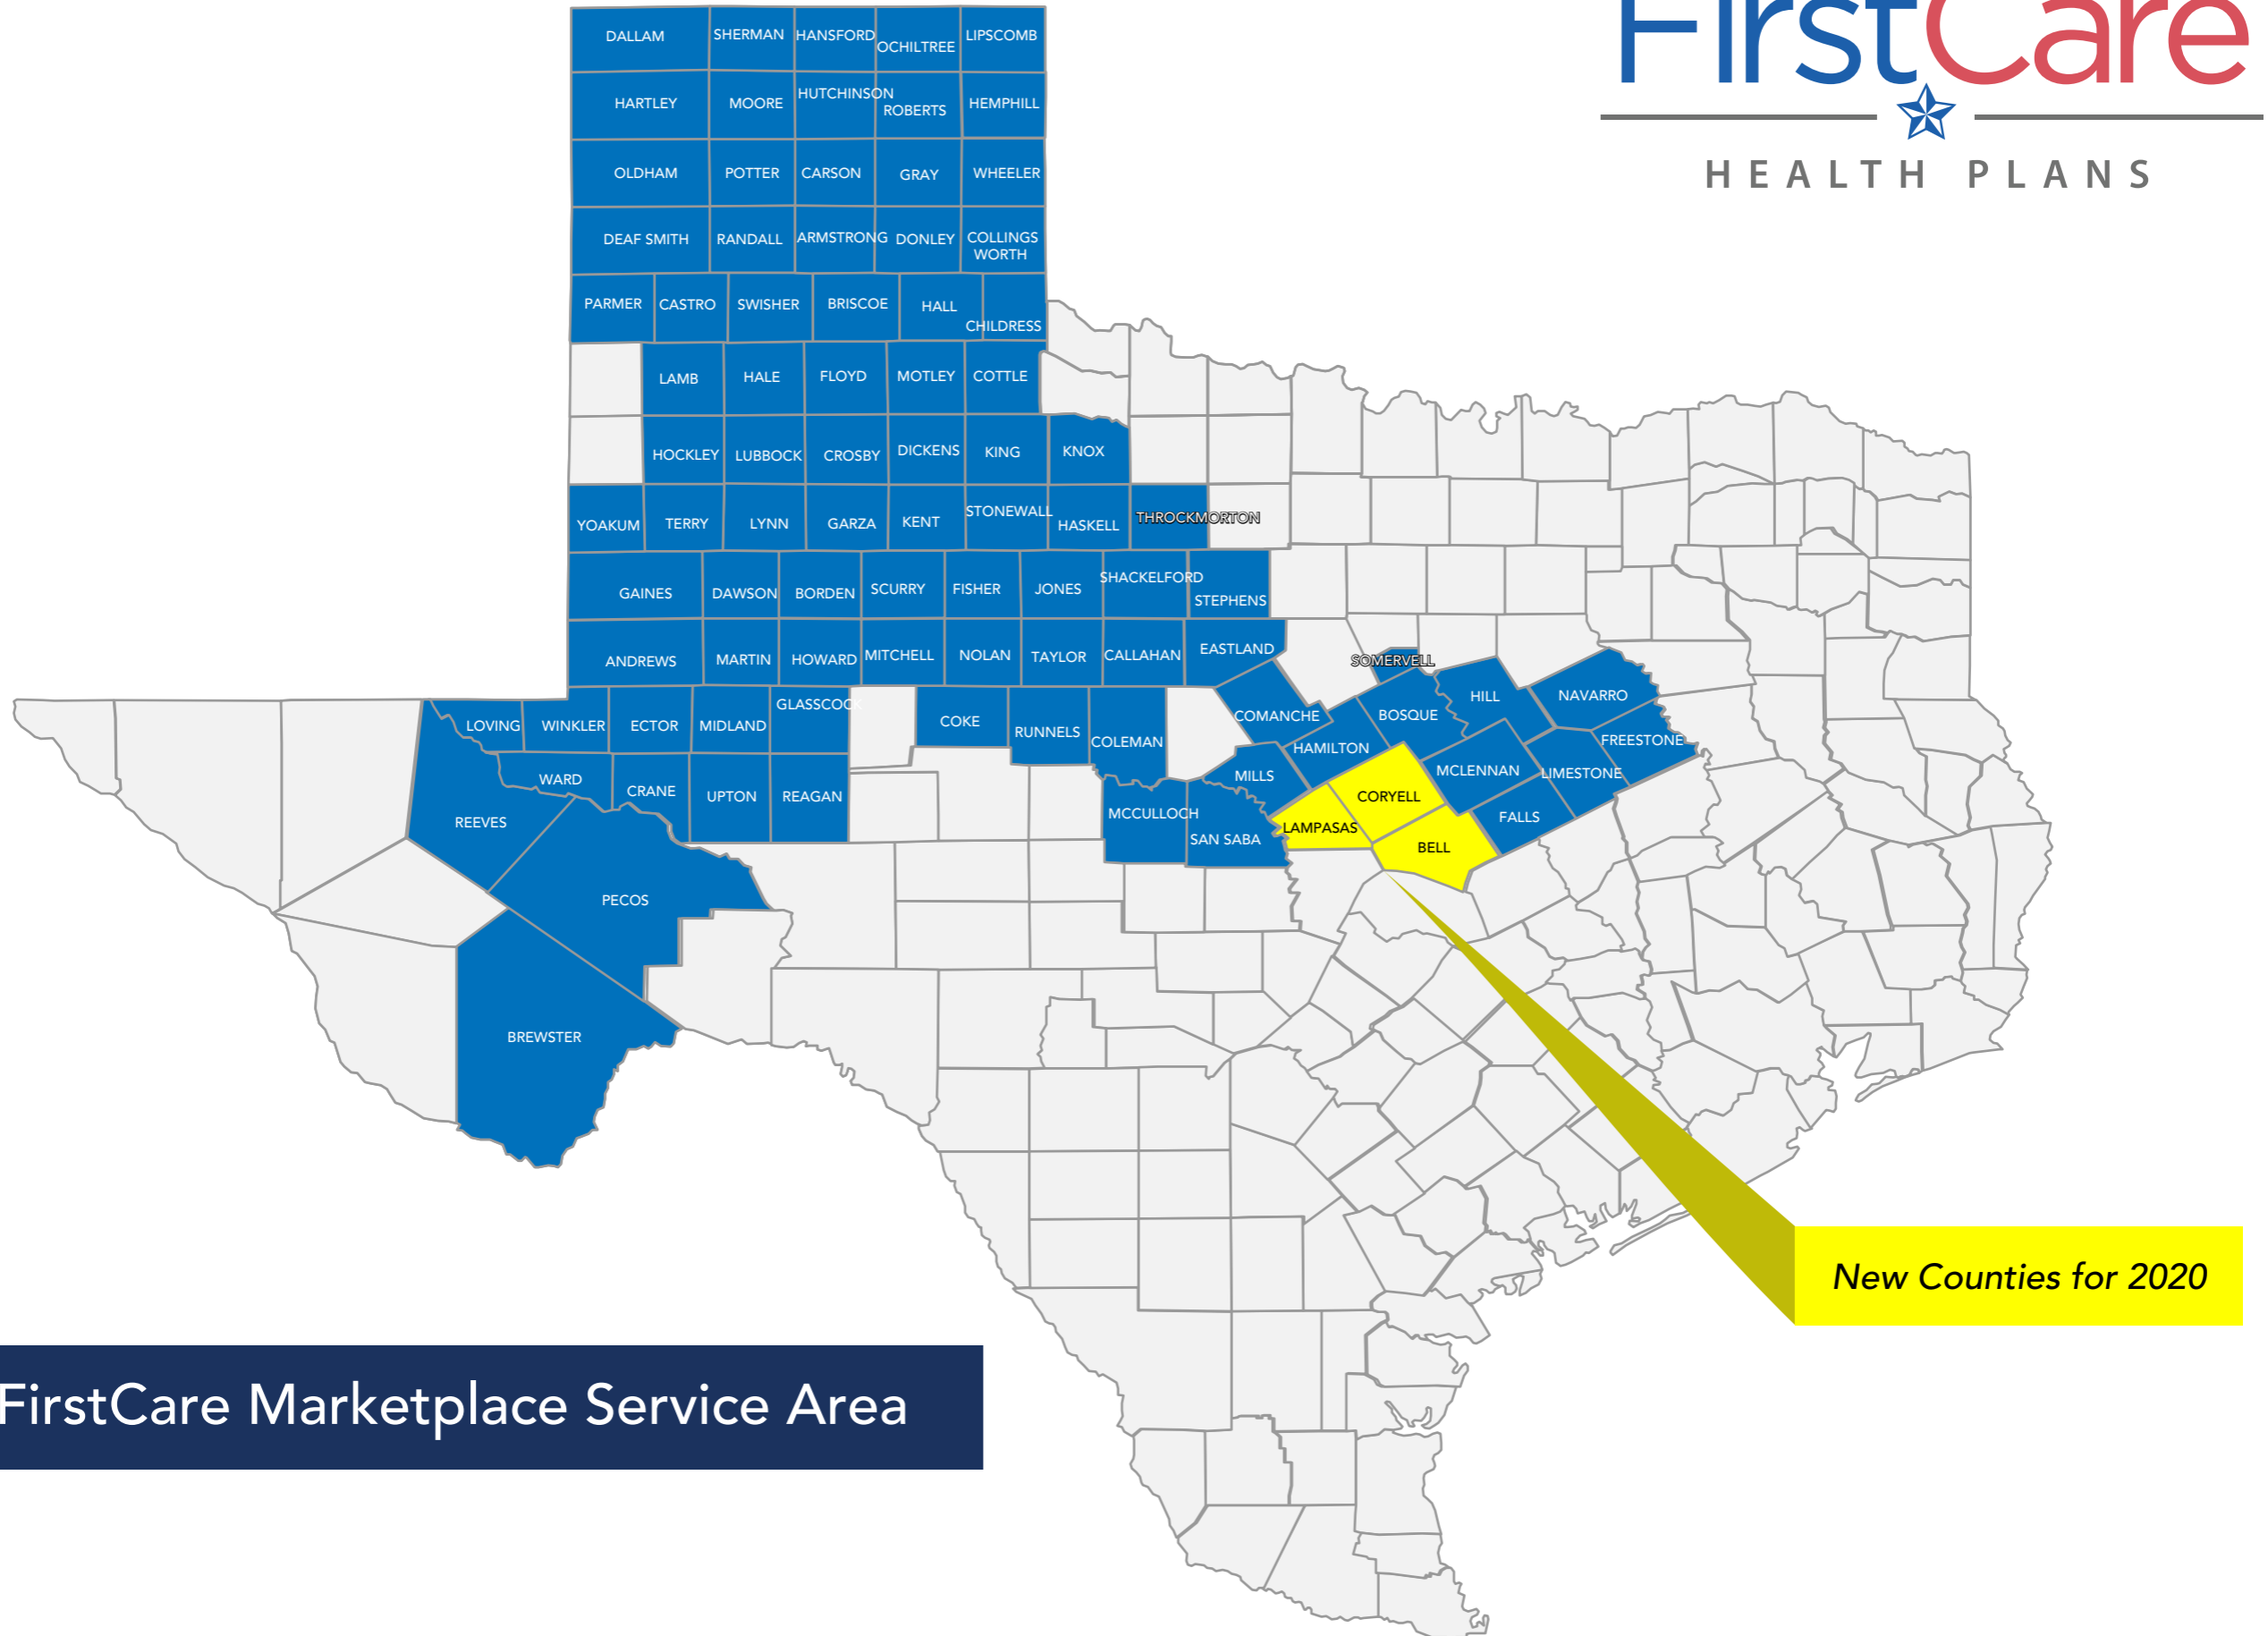 FirstCare
HEALTH PLANS
DALLAM
SHERMAN
HANSFORD
OCHILTREE
LIPSCOMB
HARTLEY
MOORE
HUTCHINSON
ROBERTS
HEMPHILL
OLDHAM
POTTER
CARSON
GRAY
WHEELER
DEAF SMITH
RANDALL
ARMSTRONG
DONLEY
COLLINGS
WORTH
PARMER
CASTRO
SWISHER
BRISCOE
HALL
CHILDRESS
LAMB
HALE
FLOYD
MOTLEY
COTTLE
HOCKLEY
LUBBOCK
CROSBY
DICKENS
KING
KNOX
YOAKUM
TERRY
LYNN
GARZA
KENT
STONEWALL
HASKELL
THROCKMORTON
GAINES
DAWSON
BORDEN
SCURRY
FISHER
JONES
SHACKELFORD
STEPHENS
ANDREWS
MARTIN
HOWARD
MITCHELL
NOLAN
TAYLOR
CALLAHAN
EASTLAND
SOMERVELL
LOVING
WINKLER
ECTOR
MIDLAND
GLASSCOCK
COKE
RUNNELS
COLEMAN
COMANCHE
BOSQUE
HILL
NAVARRO
HAMILTON
FREESTONE
WARD
CRANE
UPTON
REAGAN
MILLS
MCLENNAN
LIMESTONE
REEVES
MCCULLOCH
SAN SABA
LAMPASAS
CORYELL
FALLS
BELL
PECOS
BREWSTER
New Counties for 2020
FirstCare Marketplace Service Area